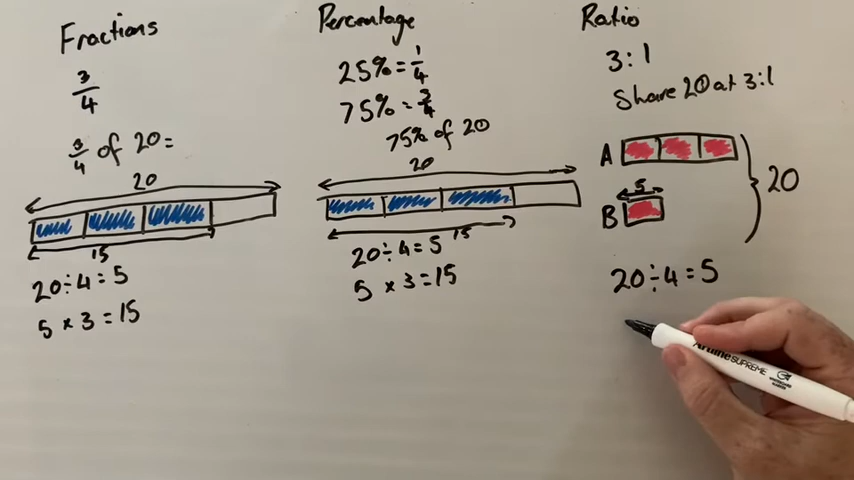 Fractions
3/4
3/4 of 20=
20
15
20÷4=5
5 × 3=15
Percentage
25%=1/4
75%=3/4
75% of 20
20
15
20÷4=5
5 × 3=15
Ratio
3:1
Share 20 at 3:1
A
20
5
B
20÷4=5
Artline SUPREME